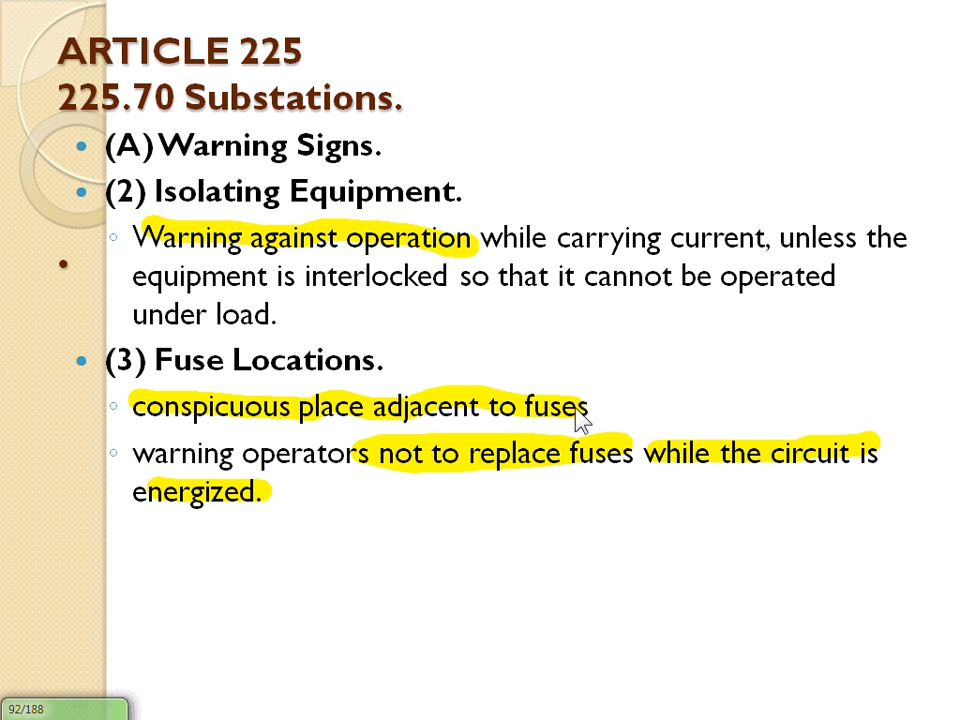 ARTICLE 225
225.70 Substations.
• (A) Warning Signs.
• (2) Isolating Equipment.
◦ Warning against operation while carrying current, unless the
equipment is interlocked so that it cannot be operated
under load.
• (3) Fuse Locations.
◦ conspicuous place adjacent to fuses
◦ warning operators not to replace fuses while the circuit is
energized.
92/188